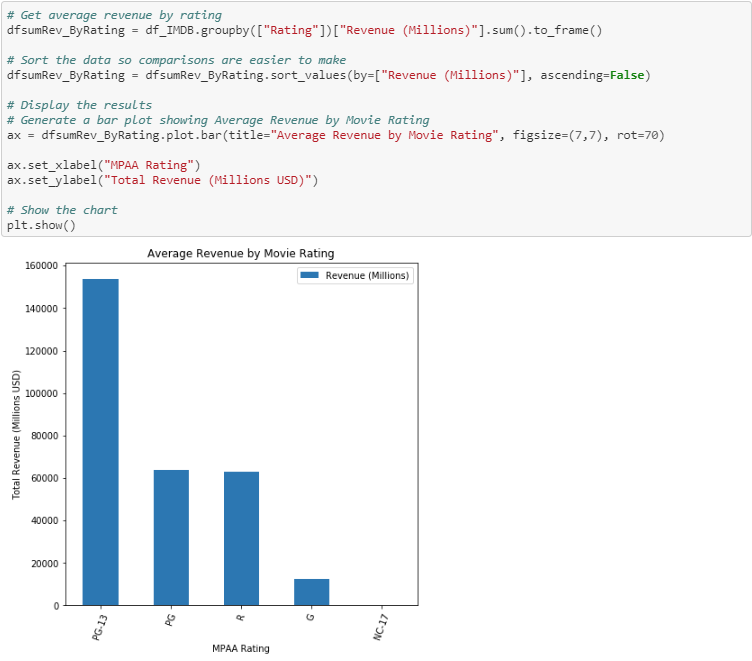 # Get average revenue by rating
dfsumRev_ByRating = df_IMDB.groupby(["Rating"])["Revenue (Millions)"].sum().to_frame()
# Sort the data so comparisons are easier to make
dfsumRev_ByRating = dfsumRev_ByRating.sort_values(by=["Revenue (Millions)"], ascending=False)
# Display the results
# Generate a bar plot showing Average Revenue by Movie Rating
ax = dfsumRev_ByRating.plot.bar(title="Average Revenue by Movie Rating", figsize=(7,7), rot=70)
ax.set_xlabel("MPAA Rating")
ax.set_ylabel("Total Revenue (Millions USD)")
# Show the chart
plt.show()
Average Revenue by Movie Rating
Revenue (Millions)
Total Revenue (Millions USD)
160000
140000
120000
100000
80000
60000
40000
20000
0
PG-13
PG
R
G
NC-17
MPAA Rating